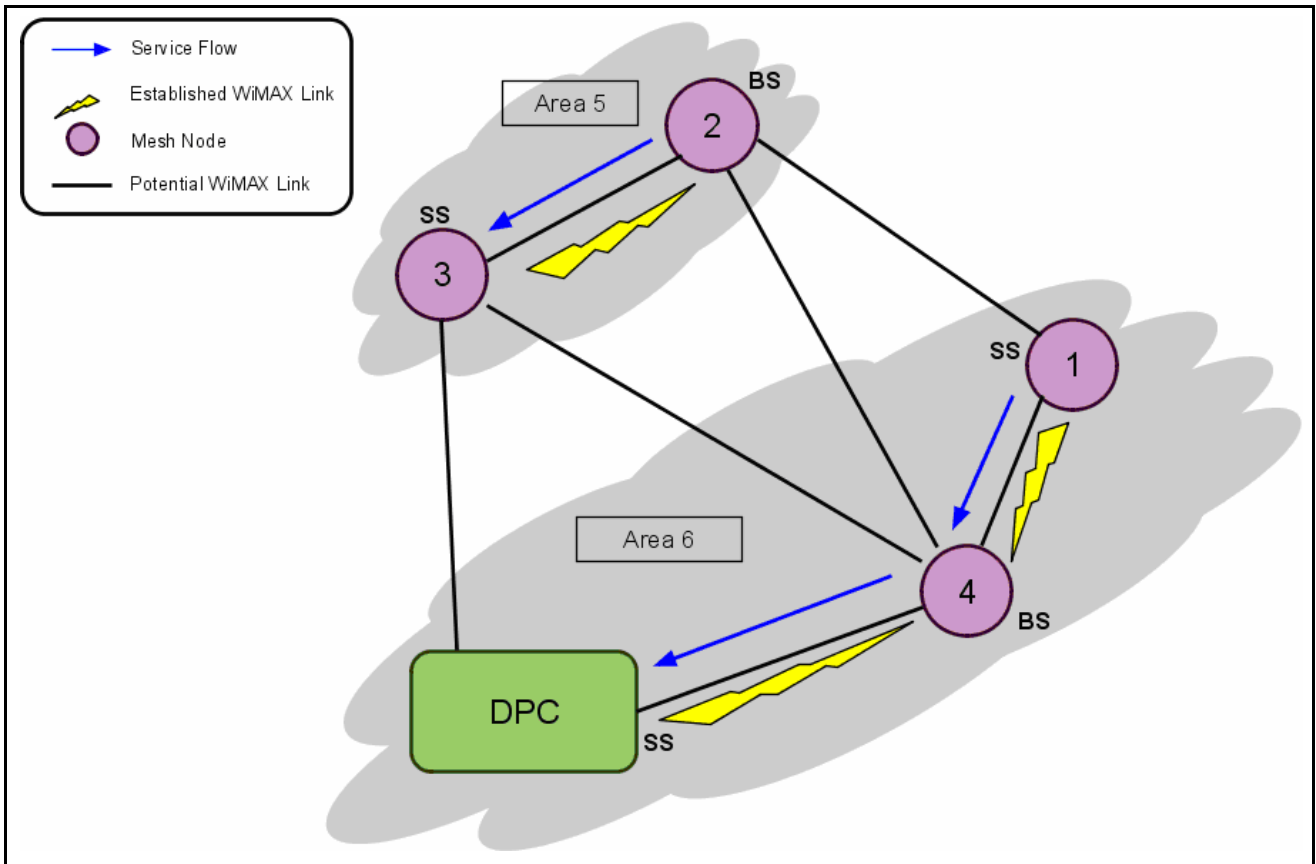 Service Flow
Established WiMAX Link
Mesh Node
Potential WiMAX Link
BS
Area 5
2
SS
3
SS
1
Area 6
4
BS
DPC
SS